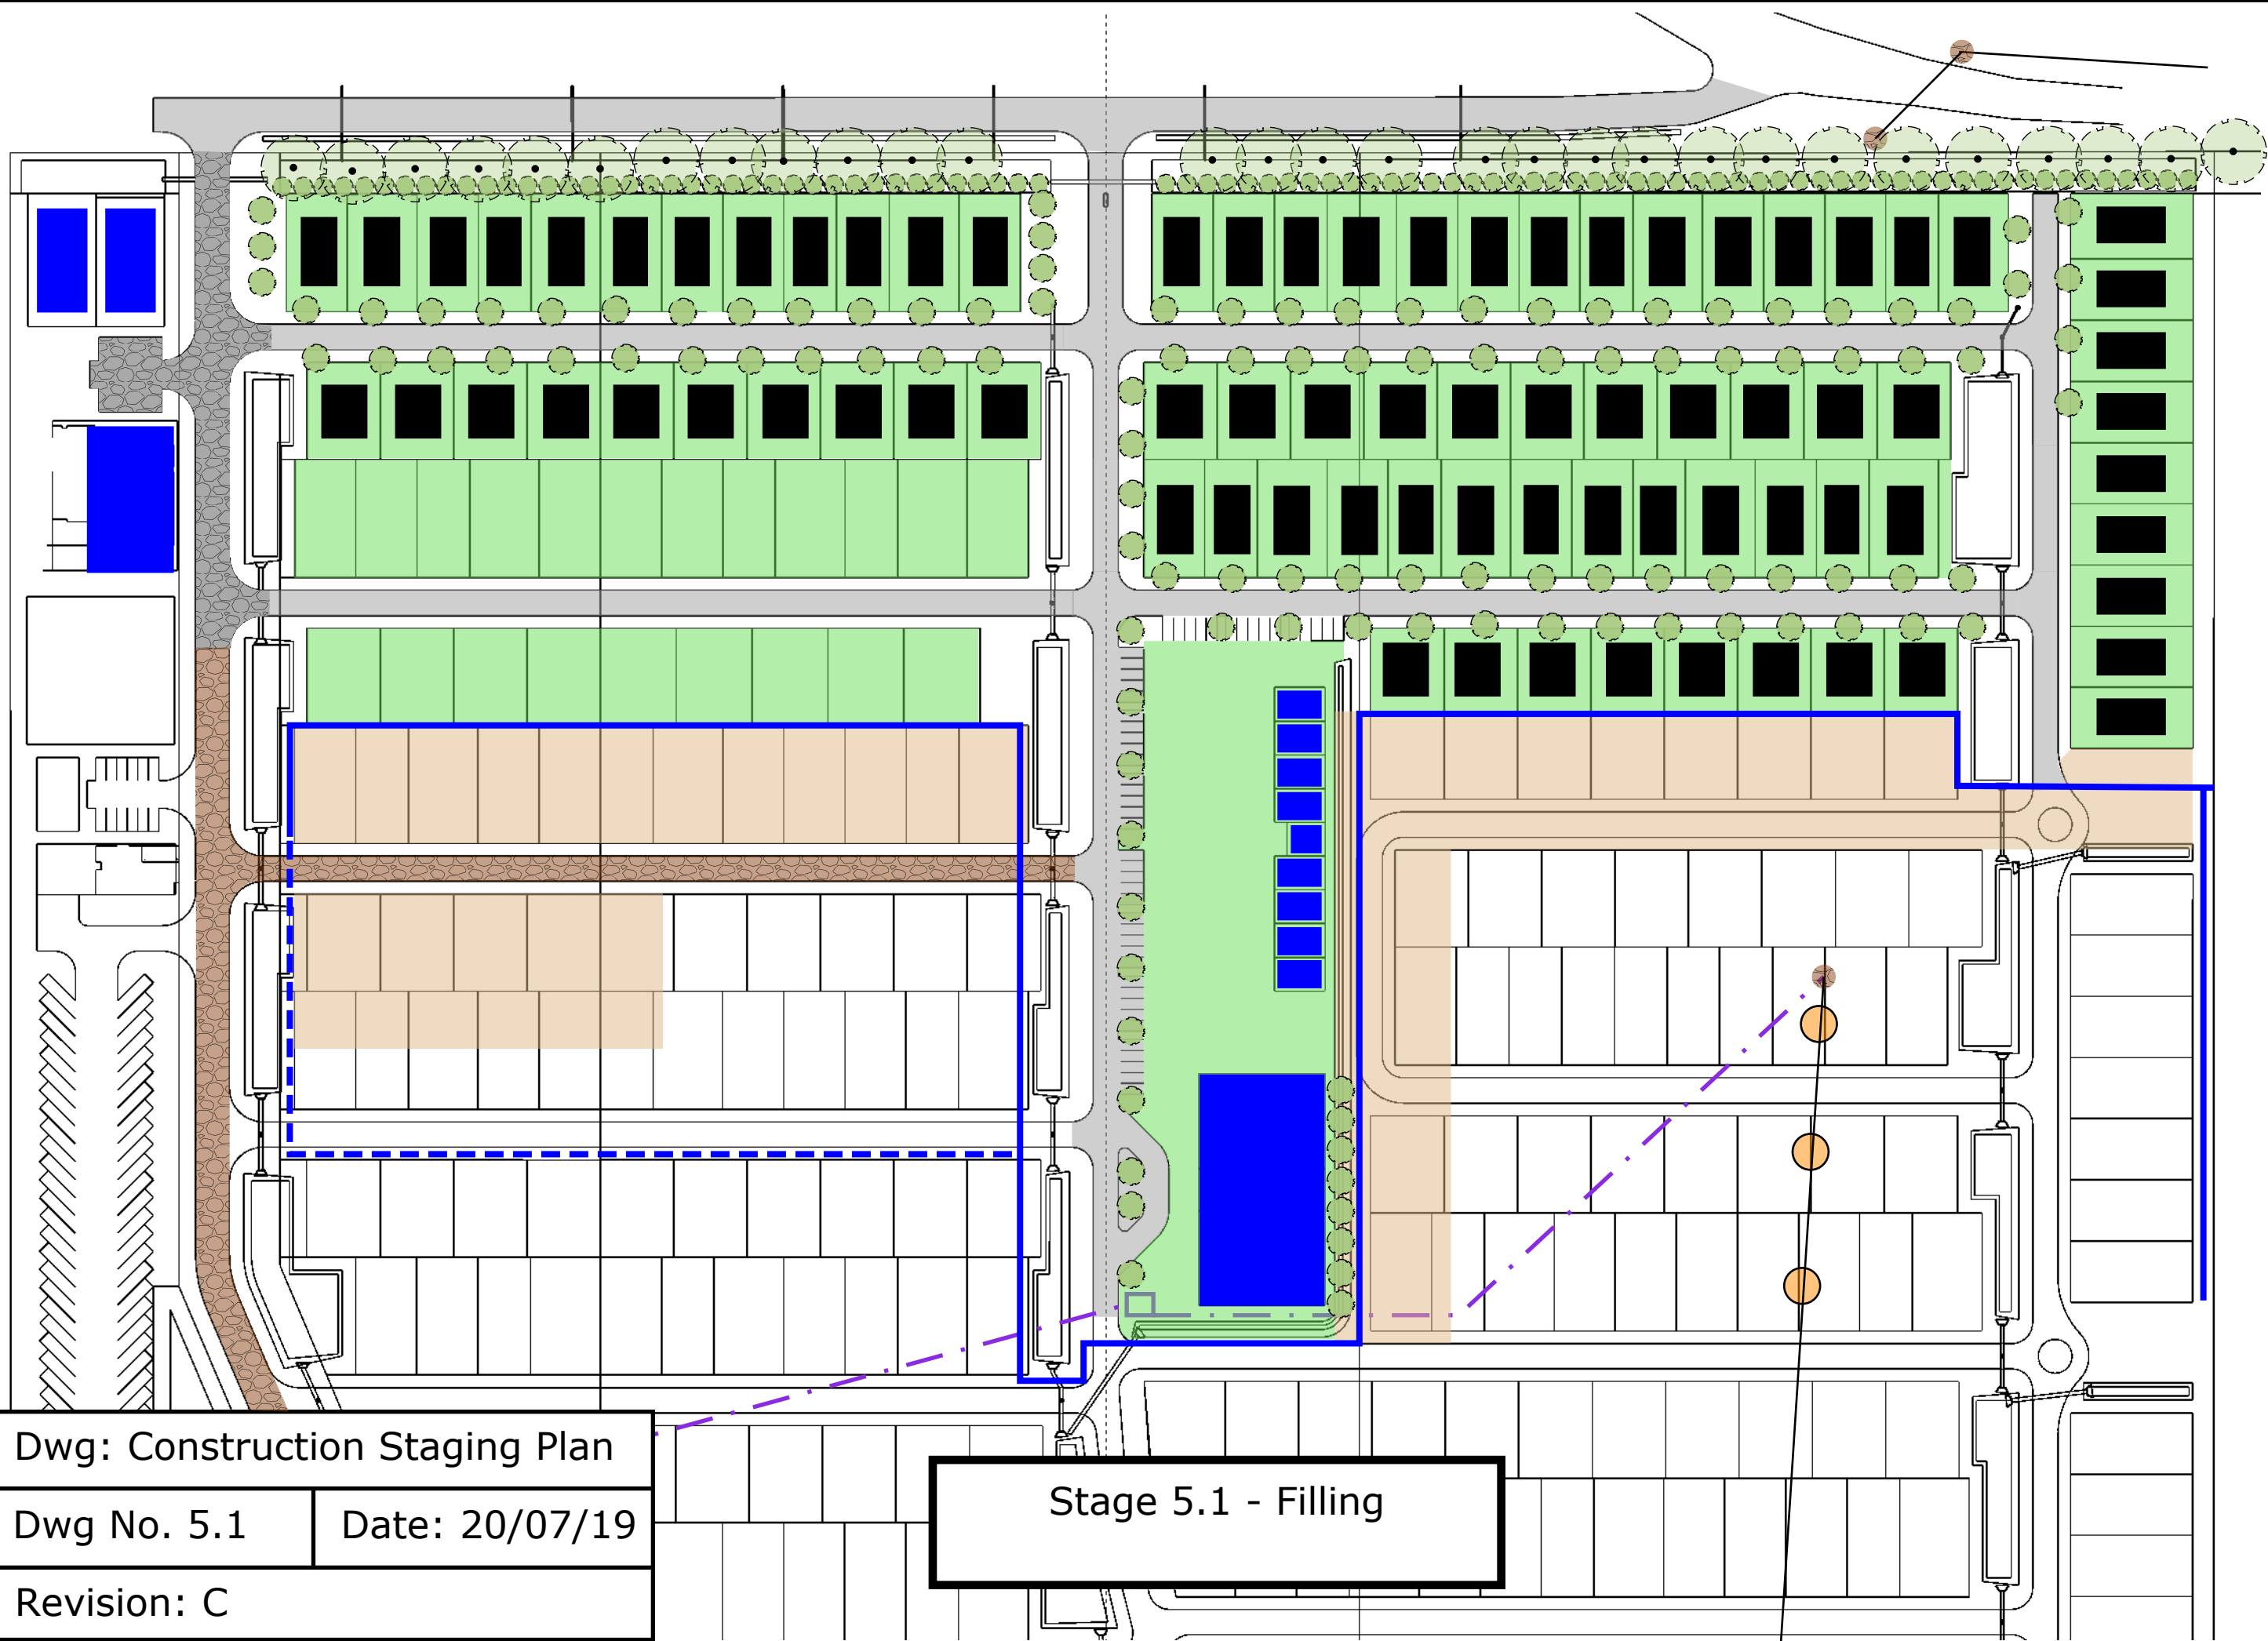 Dwg: Construction Staging Plan
Dwg No. 5.1
Date: 20/07/19
Revision: C
Stage 5.1 - Filling